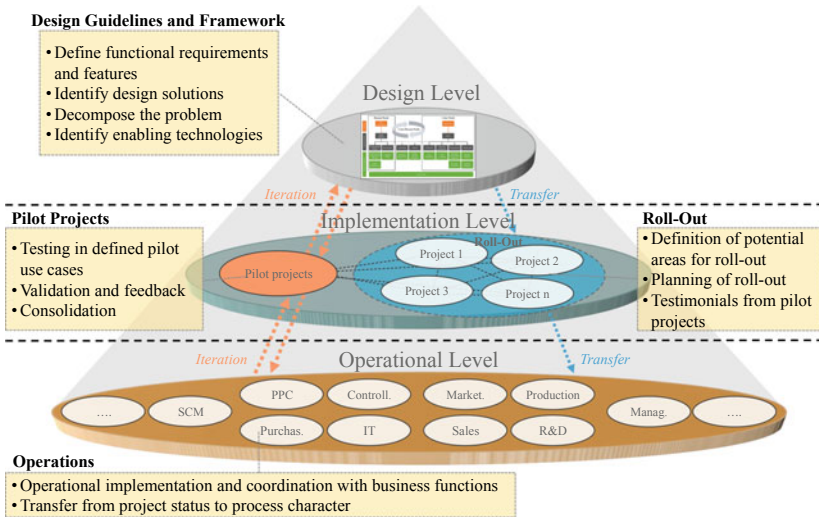 Design Guidelines and Framework
• Define functional requirements
and features
• Identify design solutions
• Decompose the problem
• Identify enabling technologies
Design Level
Iteration
Transfer
Pilot Projects
• Testing in defined pilot
use cases
• Validation and feedback
• Consolidation
Implementation Level
Roll-Out
Pilot projects
Project 1
Project 2
Project 3
Project n
Roll-Out
• Definition of potential
areas for roll-out
• Planning of roll-out
• Testimonials from pilot
projects
Iteration
Transfer
Operational Level
....
SCM
PPC
Controll.
Market.
Production
Manag.
....
Purchas.
IT
Sales
R&D
Operations
• Operational implementation and coordination with business functions
• Transfer from project status to process character